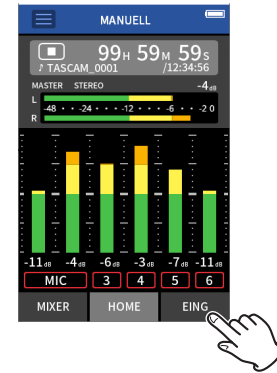 MANUELL
99H 59M 59S
♪ TASCAM_0001 /12:34:56
MASTER STEREO -4dB
L
-48 · · -24 · · · -12 · · · -6 · · -2 0
R
-11dB -4dB -6dB -3dB -7dB -11dB
MIC 3 4 5 6
MIXER HOME EING